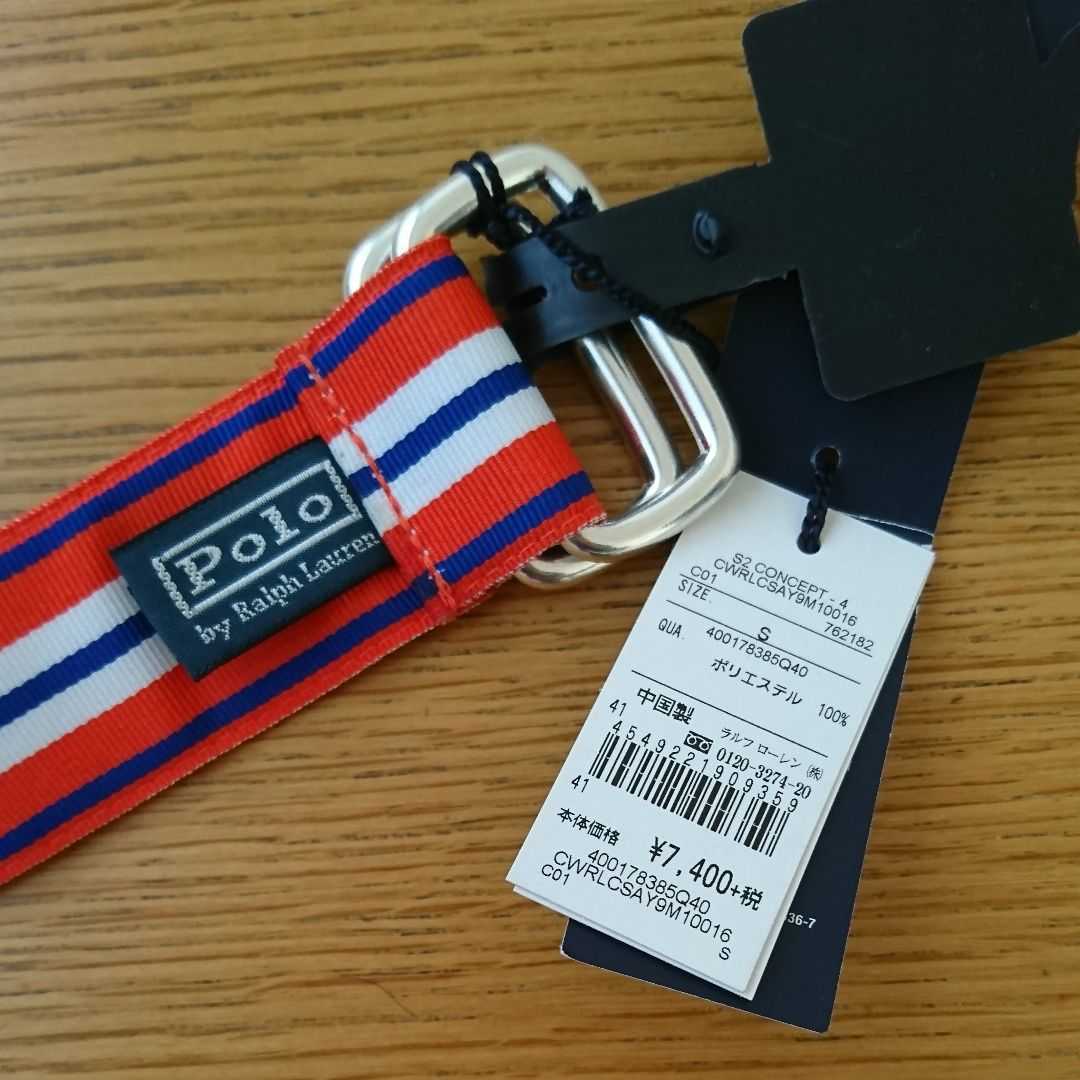 Polo
by Ralph Lauren
S2 CONCEPT - 4
CWRLCSAY9M10016
C01 762182
SIZE. S
QUA. 400178385Q40
ポリエステル 100%
中国製
ラルフ ローレン(株)
41 0120-3274-20
4549221909359
41
本体価格 ¥7,400+税
400178385Q40
CWRLCSAY9M10016
C01 S
36-7